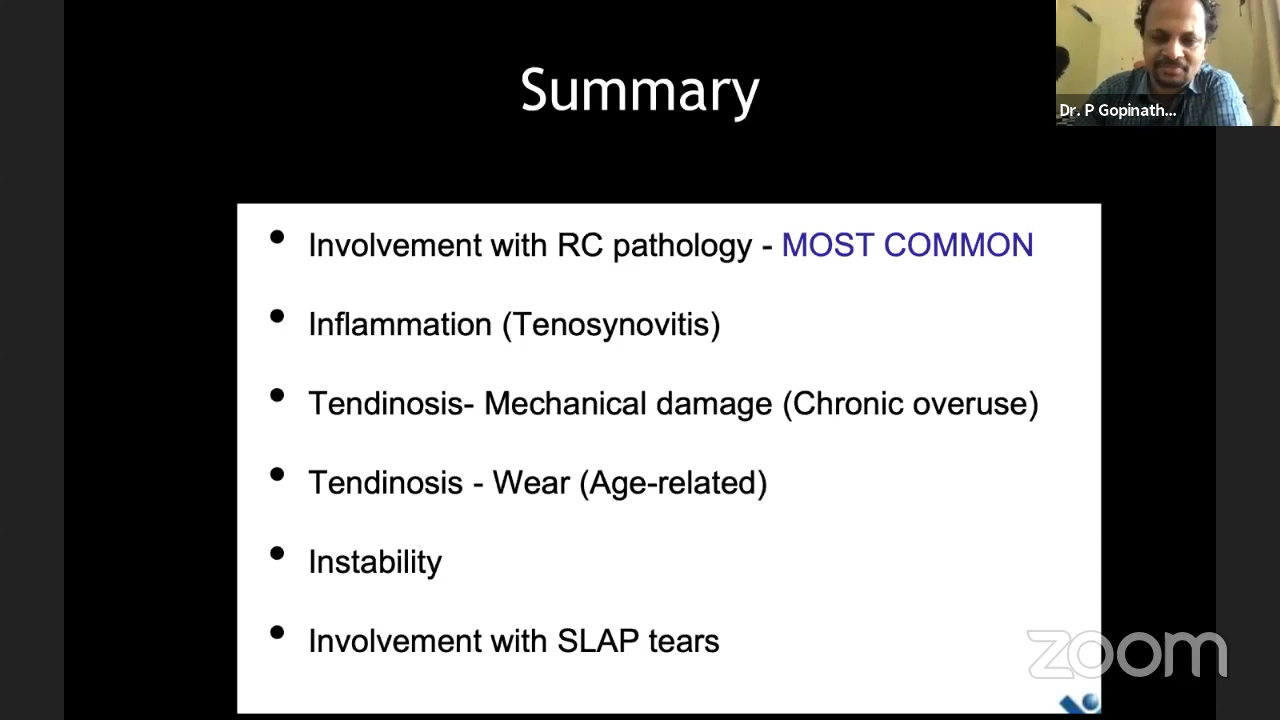 Summary
Dr. P Gopinath...
• Involvement with RC pathology - MOST COMMON
• Inflammation (Tenosynovitis)
• Tendinosis- Mechanical damage (Chronic overuse)
• Tendinosis - Wear (Age-related)
• Instability
• Involvement with SLAP tears
zoom